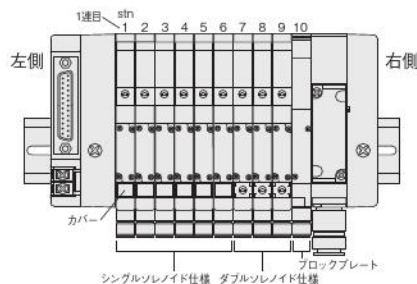 1連目 stn
1 2 3 4 5 6 7 8 9 10
左側
右側
カバー
ブロックプレート
シングルソレノイド仕様 ダブルソレノイド仕様